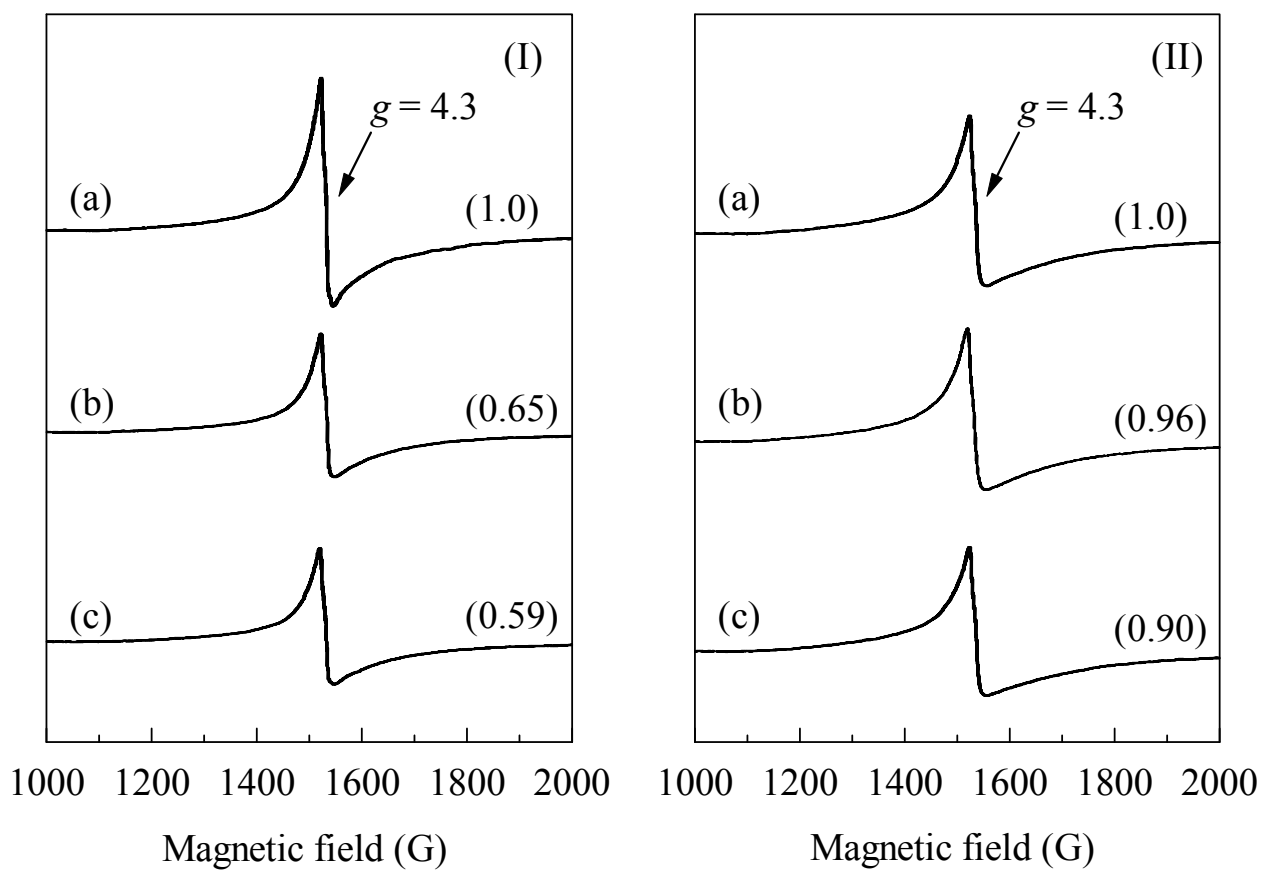 (I)
g = 4.3
(a)
(1.0)
(b)
(0.65)
(c)
(0.59)
1000 1200 1400 1600 1800 2000
Magnetic field (G)
(II)
g = 4.3
(a)
(1.0)
(b)
(0.96)
(c)
(0.90)
1000 1200 1400 1600 1800 2000
Magnetic field (G)